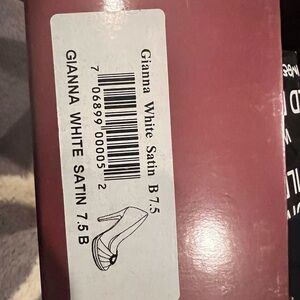 Gianna White Satin B 7.5
7 06899 00005 2
GIANNA WHITE SATIN 7.5 B